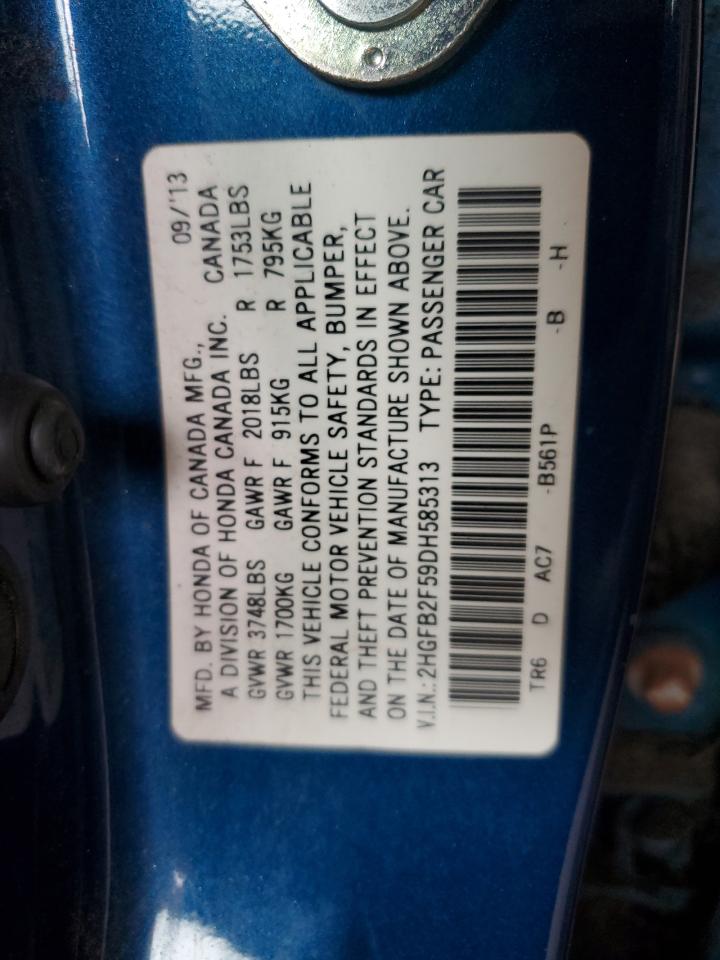 MFD. BY HONDA OF CANADA MFG., 09/'13
A DIVISION OF HONDA CANADA INC. CANADA
GVWR 3748LBS GAWR F 2018LBS R 1753LBS
GVWR 1700KG GAWR F 915KG R 795KG
THIS VEHICLE CONFORMS TO ALL APPLICABLE
FEDERAL MOTOR VEHICLE SAFETY, BUMPER,
AND THEFT PREVENTION STANDARDS IN EFFECT
ON THE DATE OF MANUFACTURE SHOWN ABOVE.
V.I.N.: 2HGFB2F59DH585313 TYPE: PASSENGER CAR
TR6 D AC7 -B561P -B -H